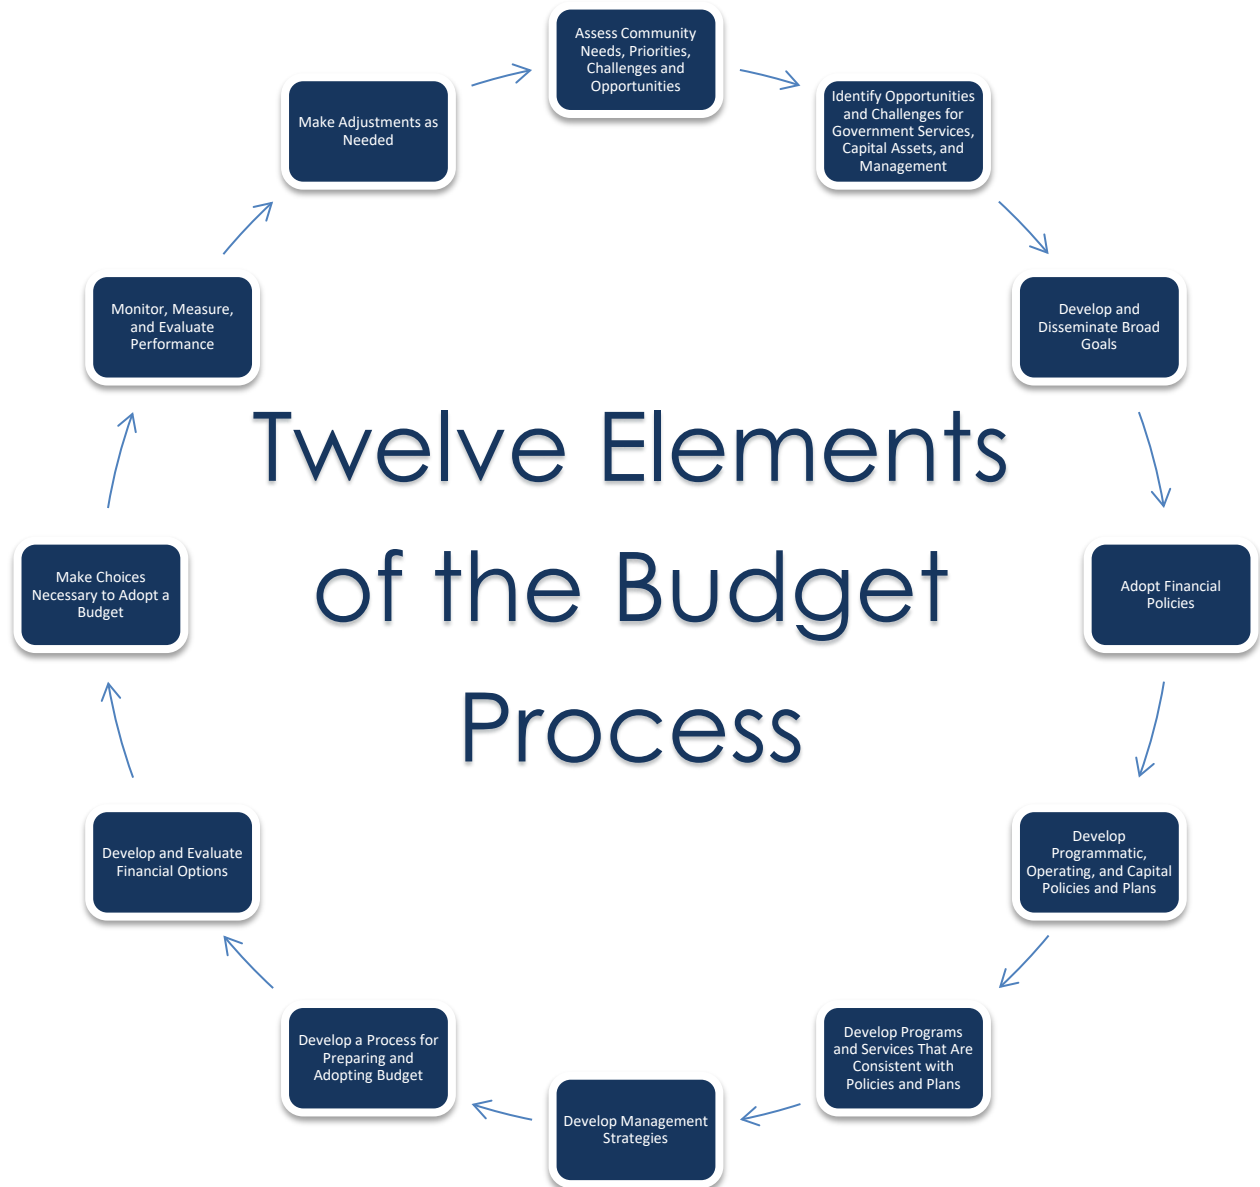 Assess Community
Needs, Priorities,
Challenges and
Opportunities
Identify Opportunities
and Challenges for
Government Services,
Capital Assets, and
Management
Develop and
Disseminate Broad
Goals
Adopt Financial
Policies
Develop
Programmatic,
Operating, and Capital
Policies and Plans
Develop Programs
and Services That Are
Consistent with
Policies and Plans
Develop Management
Strategies
Develop a Process for
Preparing and
Adopting Budget
Develop and Evaluate
Financial Options
Make Choices
Necessary to Adopt a
Budget
Monitor, Measure,
and Evaluate
Performance
Make Adjustments as
Needed
Twelve Elements
of the Budget
Process